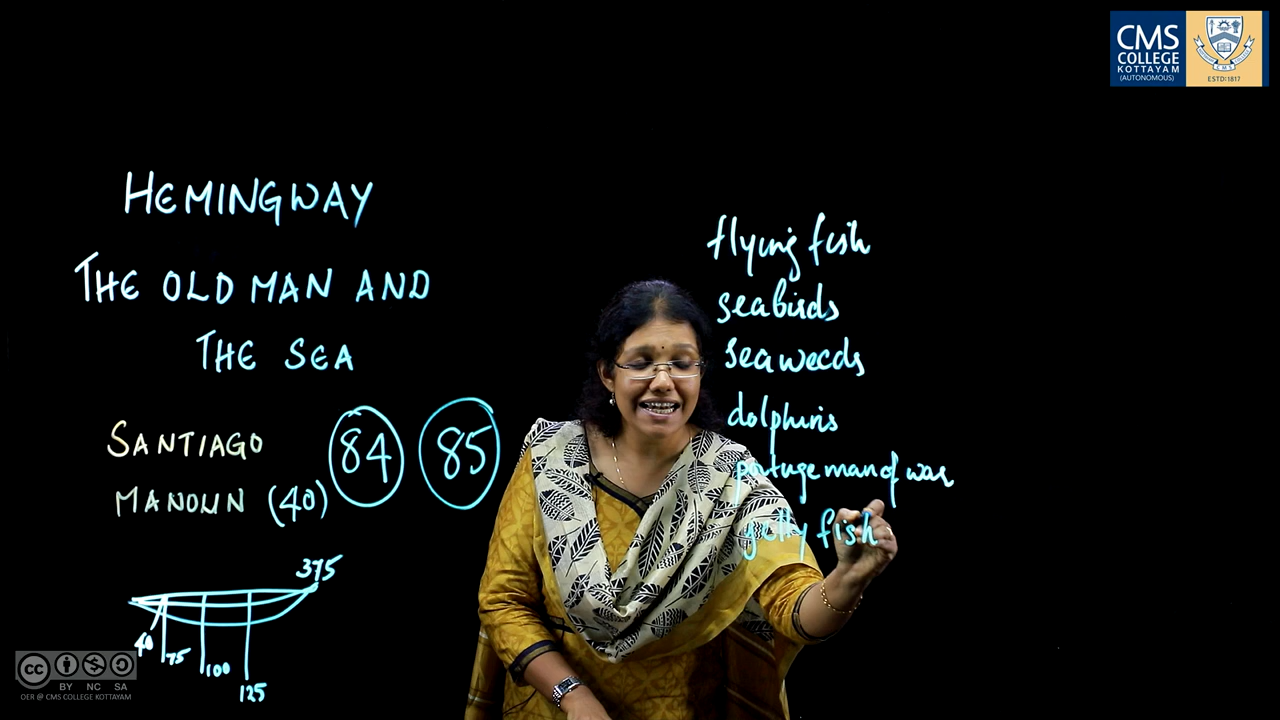 CMS
COLLEGE
KOTTAYAM
(AUTONOMOUS)
ESTD:1817
HEMINGWAY
THE OLD MAN AND
THE SEA
SANTIAGO
MANOLIN (40)
84
85
375
40
75
100
125
flying fish
seabirds
seaweeds
dolphins
portuge man of war
jelly fish
cc
BY NC SA
OER @ CMS COLLEGE KOTTAYAM